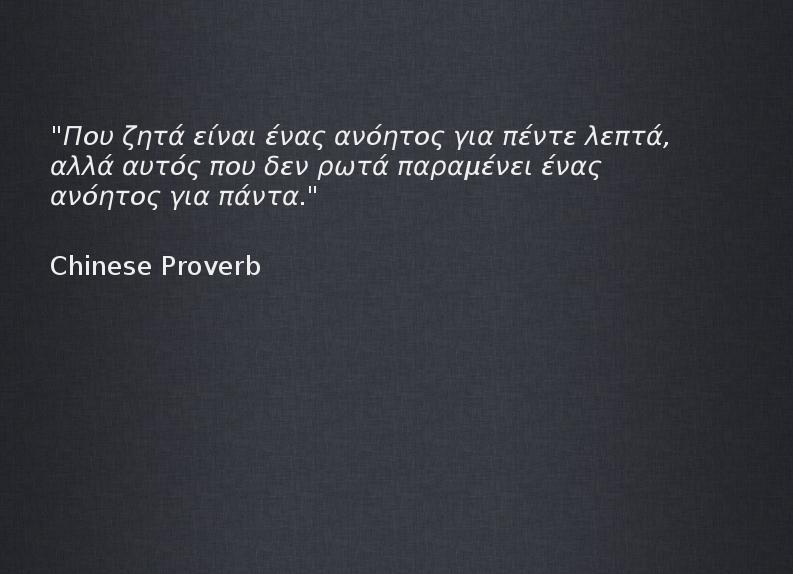 "Που ζητά είναι ένας ανόητος για πέντε λεπτά,
αλλά αυτός που δεν ρωτά παραμένει ένας
ανόητος για πάντα."
Chinese Proverb